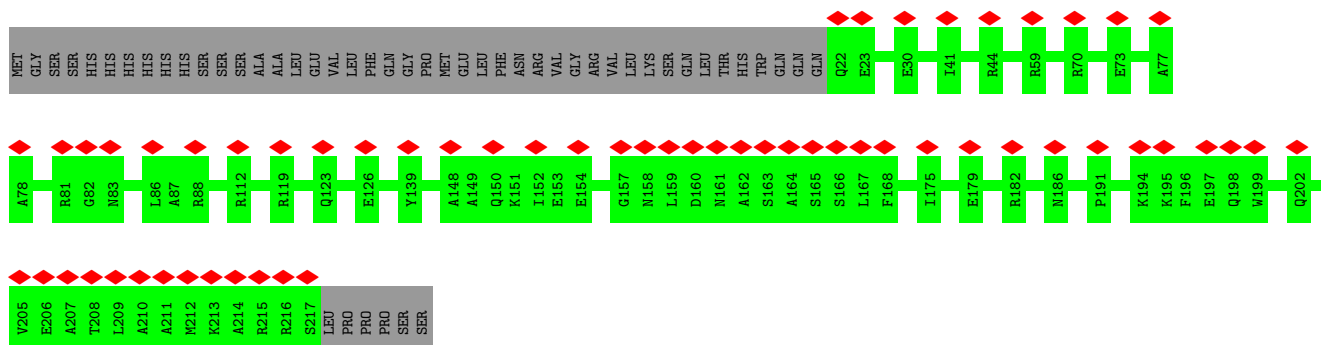 MET GLY SER SER HIS HIS HIS HIS HIS HIS SER SER SER ALA ALA LEU GLU VAL LEU PHE GLN GLY PRO MET GLU LEU PHE ASN ARG VAL GLY ARG VAL LEU LYS SER GLN LEU THR HIS TRP GLN GLN GLN Q22 E23 E30 I41 R44 R59 R70 E73 A77
A78 R81 G82 N83 L86 A87 R88 R112 R119 Q123 E126 Y139 A148 A149 Q150 K151 I152 E153 E154 G157 N158 L159 D160 N161 A162 S163 A164 S165 S166 L167 F168 I175 E179 R182 N186 P191 K194 K195 F196 E197 Q198 W199 Q202
V205 E206 A207 T208 L209 A210 A211 M212 K213 A214 R215 R216 S217 LEU PRO PRO PRO SER SER